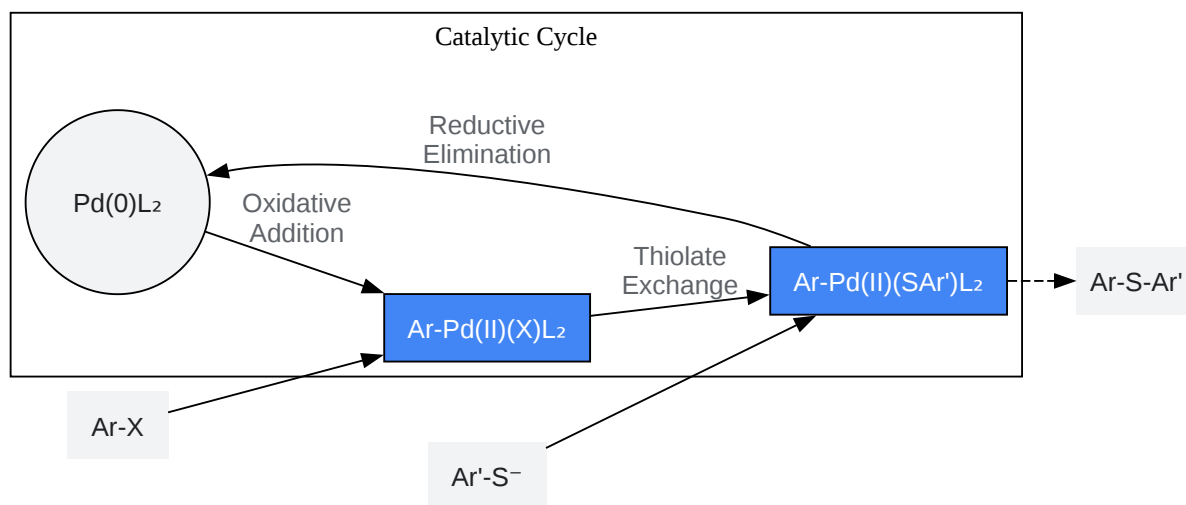 Catalytic Cycle
Reductive
Elimination
Pd(0)L₂
Oxidative
Addition
Thiolate
Exchange
Ar-Pd(II)(SAr')L₂
Ar-S-Ar'
Ar-Pd(II)(X)L₂
Ar-X
Ar'-S⁻